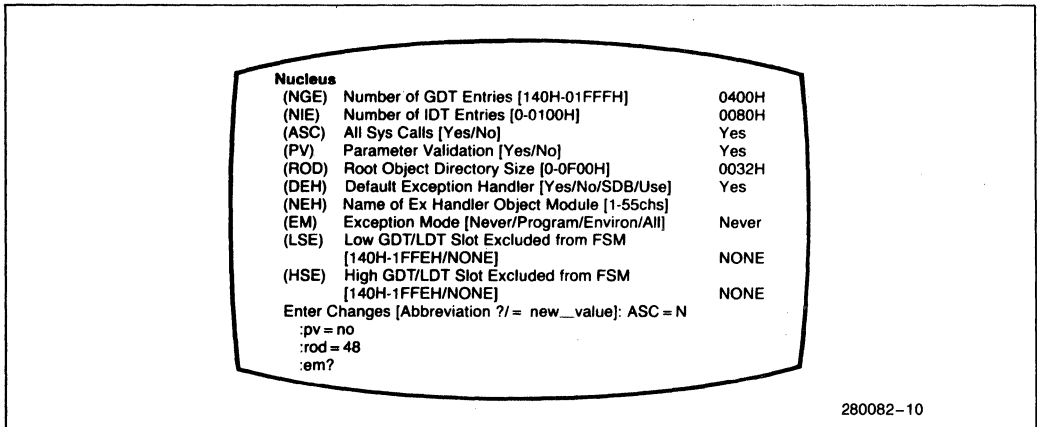 Nucleus
(NGE) Number of GDT Entries [140H-01FFFH] 0400H
(NIE) Number of IDT Entries [0-0100H] 0080H
(ASC) All Sys Calls [Yes/No] Yes
(PV) Parameter Validation [Yes/No] Yes
(ROD) Root Object Directory Size [0-0F00H] 0032H
(DEH) Default Exception Handler [Yes/No/SDB/Use] Yes
(NEH) Name of Ex Handler Object Module [1-55chs]
(EM) Exception Mode [Never/Program/Environ/All] Never
(LSE) Low GDT/LDT Slot Excluded from FSM
[140H-1FFEH/NONE] NONE
(HSE) High GDT/LDT Slot Excluded from FSM
[140H-1FFEH/NONE] NONE
Enter Changes [Abbreviation ?/= new__value]: ASC = N
:pv = no
:rod = 48
:em?
280082-10